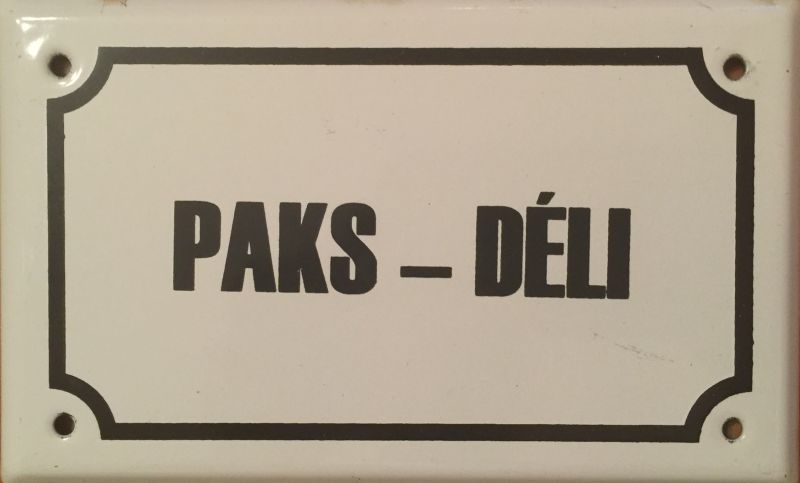 PAKS – DÉLI